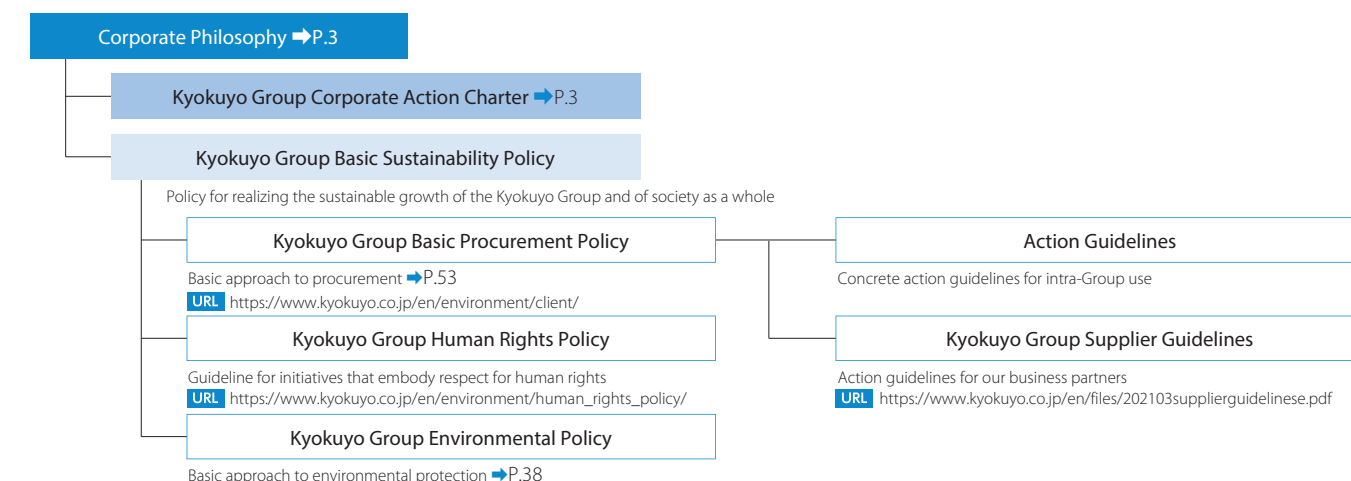 Corporate Philosophy ➡P.3
Kyokuyo Group Corporate Action Charter ➡P.3
Kyokuyo Group Basic Sustainability Policy
Policy for realizing the sustainable growth of the Kyokuyo Group and of society as a whole
Kyokuyo Group Basic Procurement Policy
Basic approach to procurement ➡P.53
URL https://www.kyokuyo.co.jp/en/environment/client/
Kyokuyo Group Human Rights Policy
Guideline for initiatives that embody respect for human rights
URL https://www.kyokuyo.co.jp/en/environment/human_rights_policy/
Kyokuyo Group Environmental Policy
Basic approach to environmental protection ➡P.38
Action Guidelines
Concrete action guidelines for intra-Group use
Kyokuyo Group Supplier Guidelines
Action guidelines for our business partners
URL https://www.kyokuyo.co.jp/en/files/202103supplierguidelinese.pdf